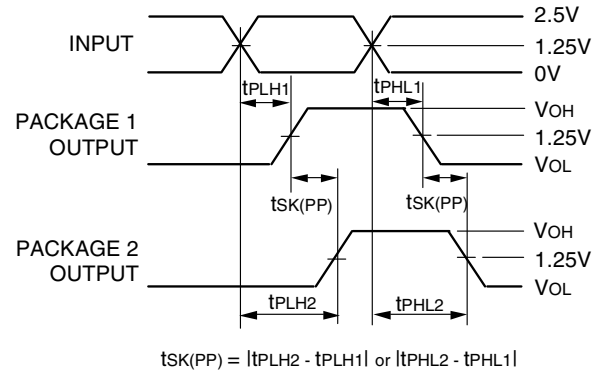 2.5V
INPUT
1.25V
0V
tPLH1
tPHL1
VOH
PACKAGE 1
OUTPUT
1.25V
VOL
tSK(PP)
tSK(PP)
VOH
PACKAGE 2
OUTPUT
1.25V
VOL
tPLH2
tPHL2
tSK(PP) = |tPLH2 - tPLH1| or |tPHL2 - tPHL1|